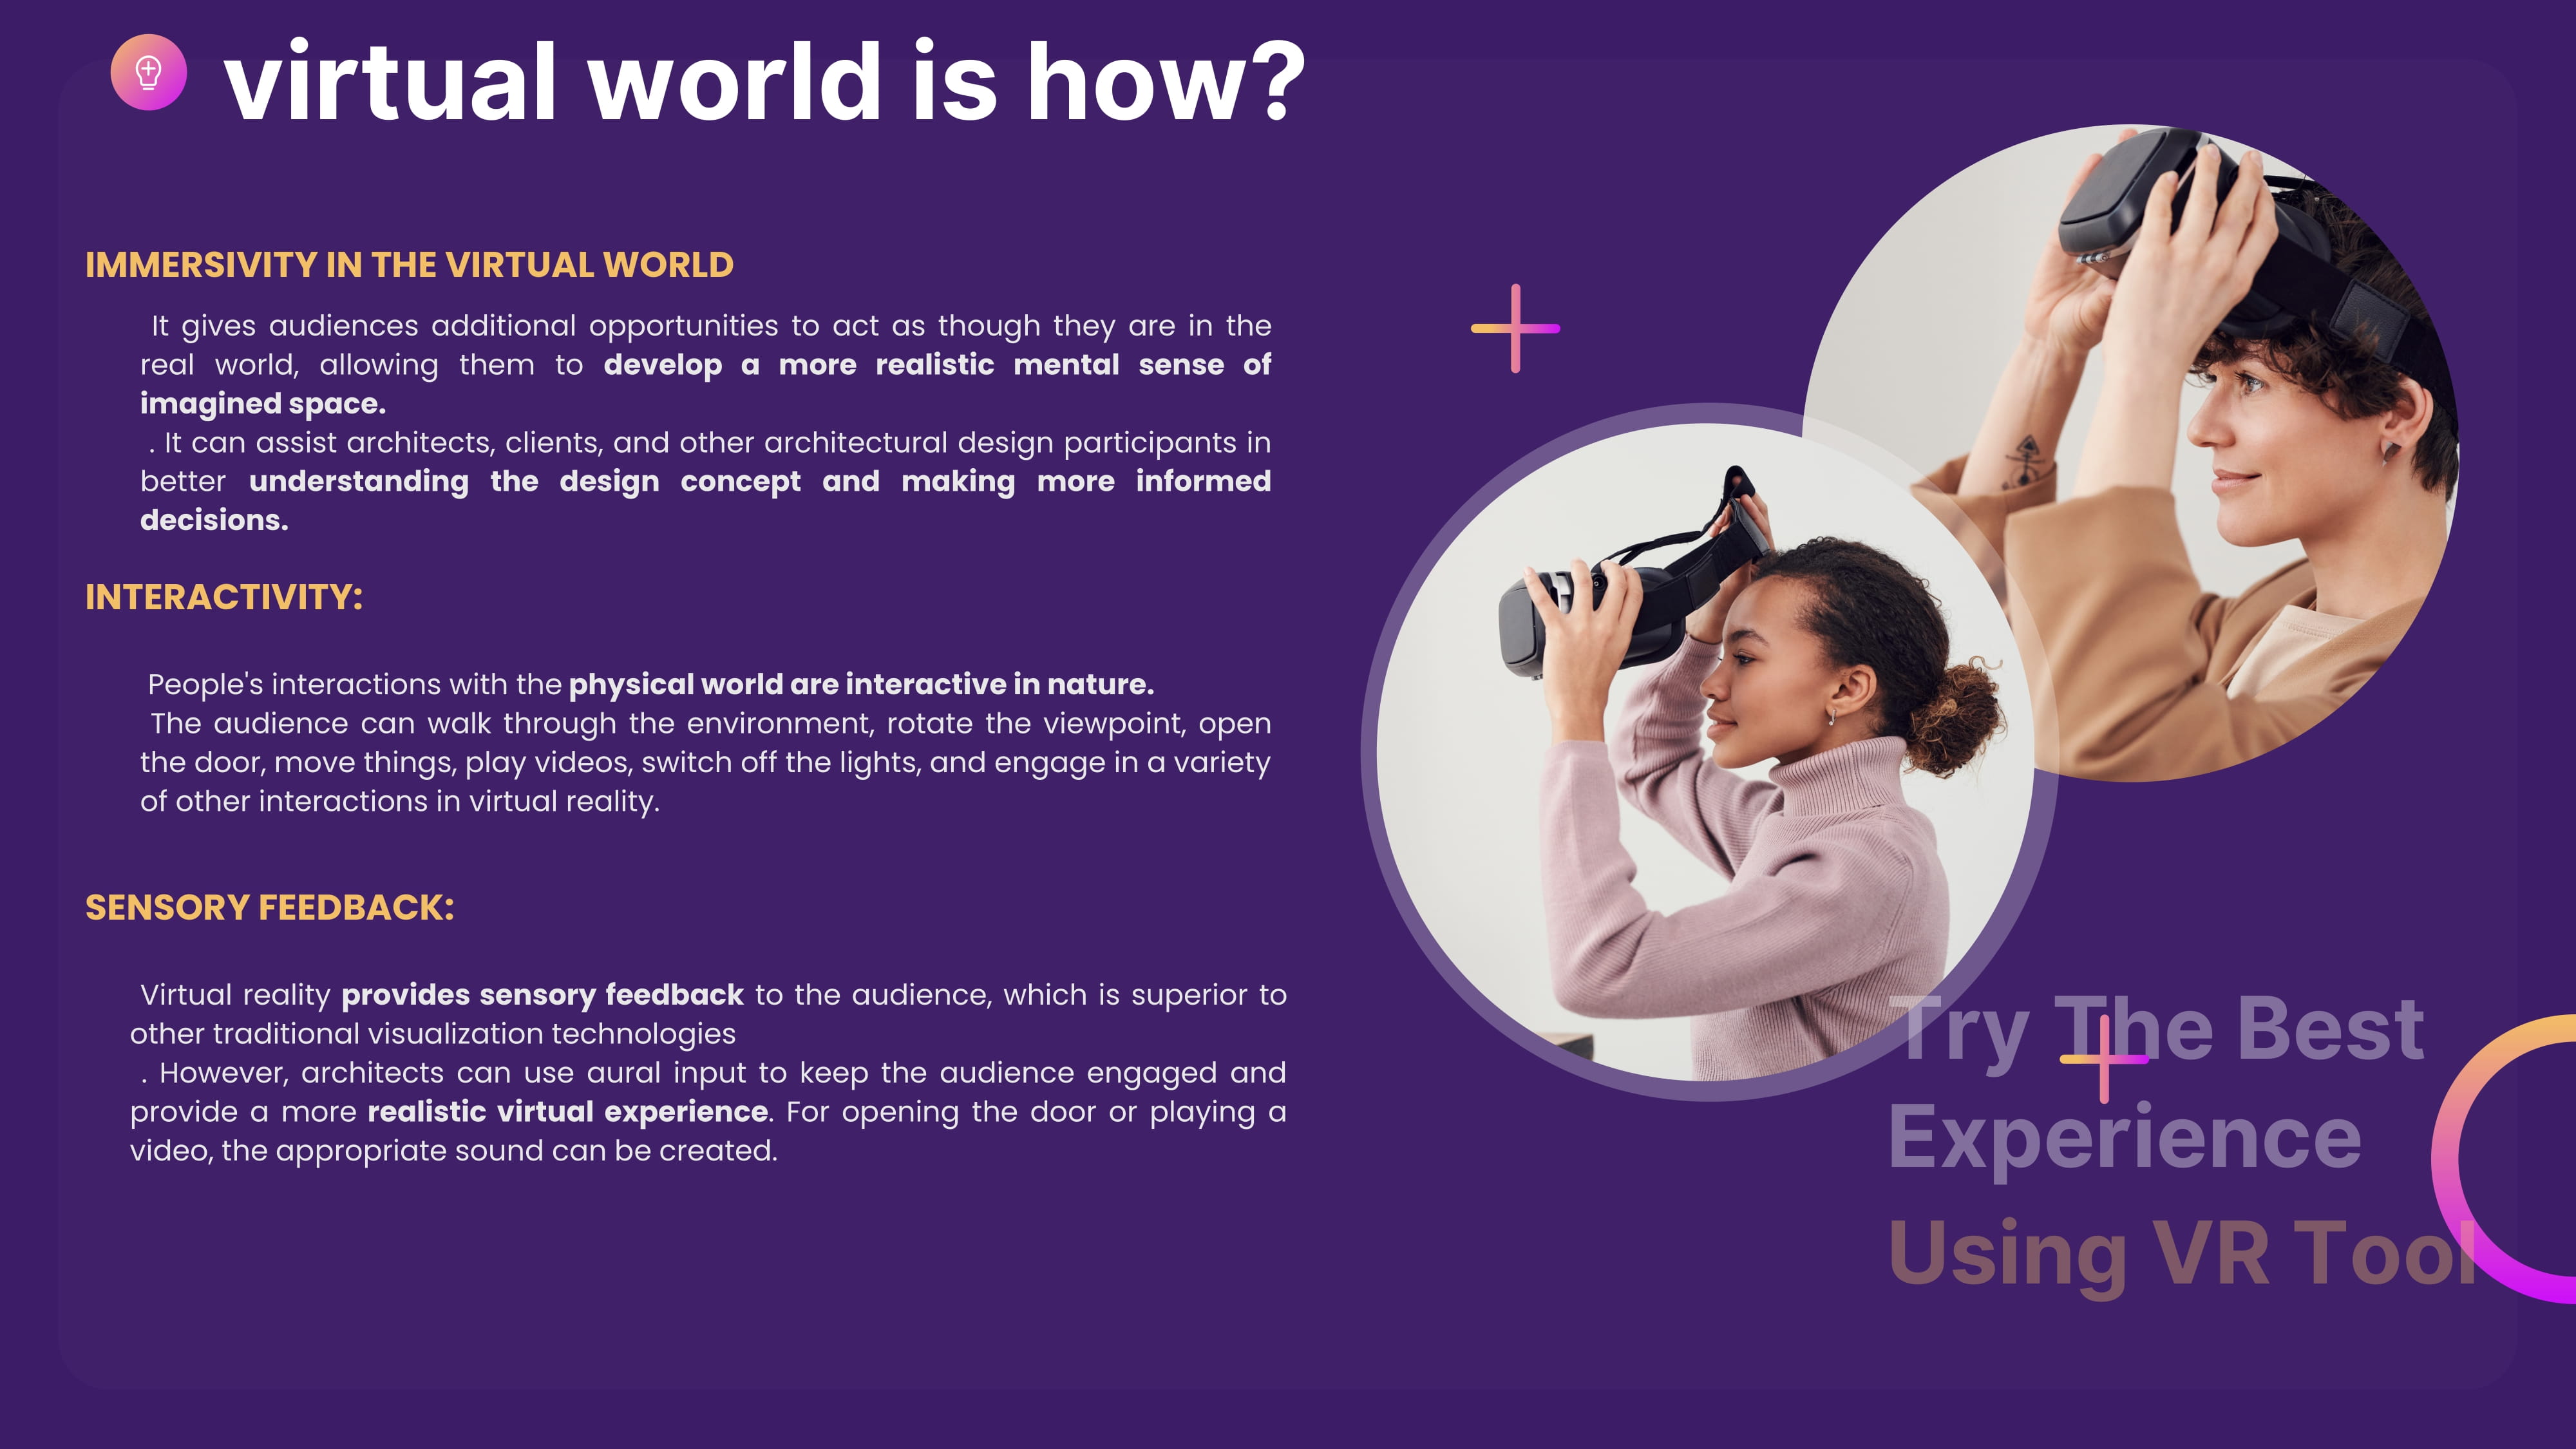 virtual world is how?
IMMERSIVITY IN THE VIRTUAL WORLD
It gives audiences additional opportunities to act as though they are in the
real world, allowing them to develop a more realistic mental sense of
imagined space.
. It can assist architects, clients, and other architectural design participants in
better understanding the design concept and making more informed
decisions.
INTERACTIVITY:
People's interactions with the physical world are interactive in nature.
The audience can walk through the environment, rotate the viewpoint, open
the door, move things, play videos, switch off the lights, and engage in a variety
of other interactions in virtual reality.
SENSORY FEEDBACK:
Virtual reality provides sensory feedback to the audience, which is superior to
other traditional visualization technologies
. However, architects can use aural input to keep the audience engaged and
provide a more realistic virtual experience. For opening the door or playing a
video, the appropriate sound can be created.
Try The Best
Experience
Using VR Tool